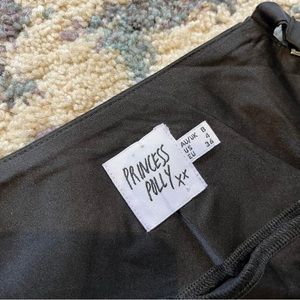 PRINCESS
POLLY XX
AU/UK 8
US 4
EU 36